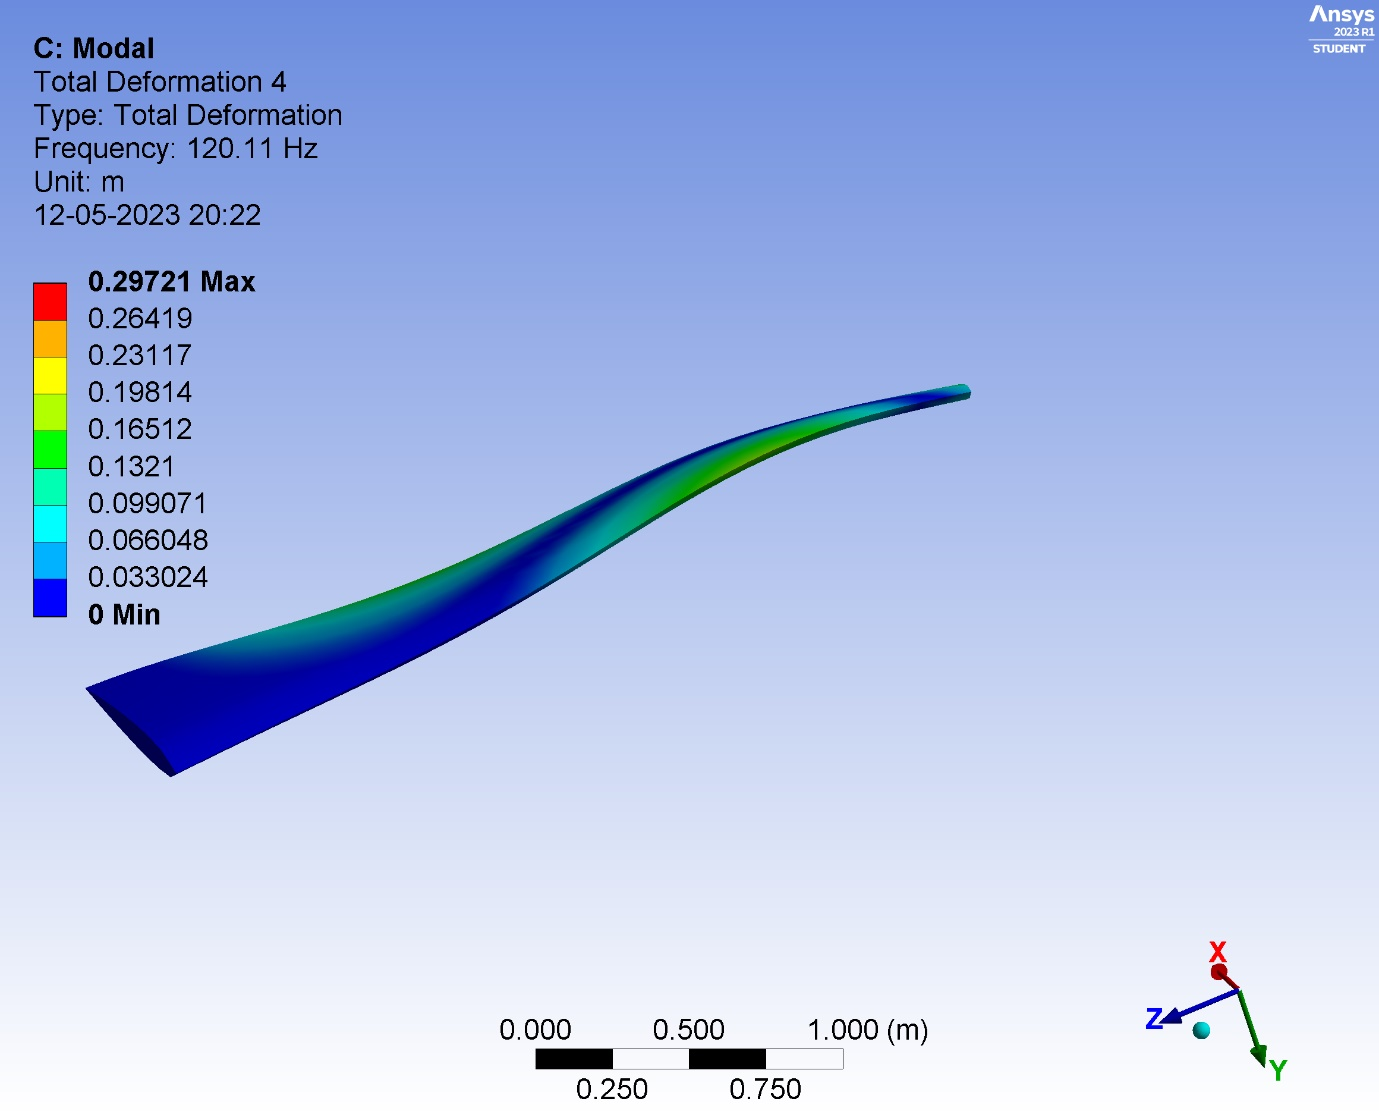 Ansys
2023 R1
STUDENT
C: Modal
Total Deformation 4
Type: Total Deformation
Frequency: 120.11 Hz
Unit: m
12-05-2023 20:22
0.29721 Max
0.26419
0.23117
0.19814
0.16512
0.1321
0.099071
0.066048
0.033024
0 Min
0.000 0.500 1.000 (m)
0.250 0.750
X
Z
Y